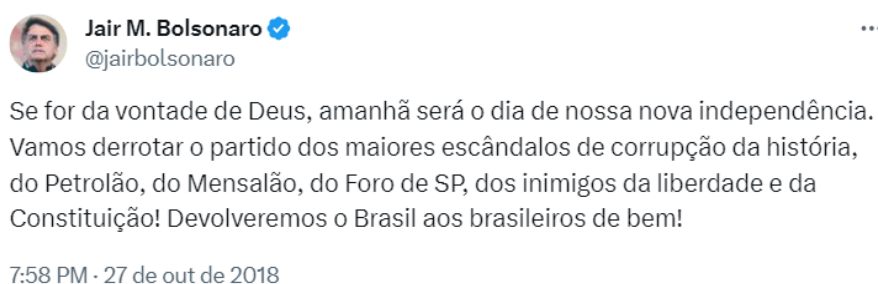 Jair M. Bolsonaro
@jairbolsonaro
Se for da vontade de Deus, amanhã será o dia de nossa nova independência.
Vamos derrotar o partido dos maiores escândalos de corrupção da história,
do Petrolão, do Mensalão, do Foro de SP, dos inimigos da liberdade e da
Constituição! Devolveremos o Brasil aos brasileiros de bem!
7:58 PM · 27 de out de 2018